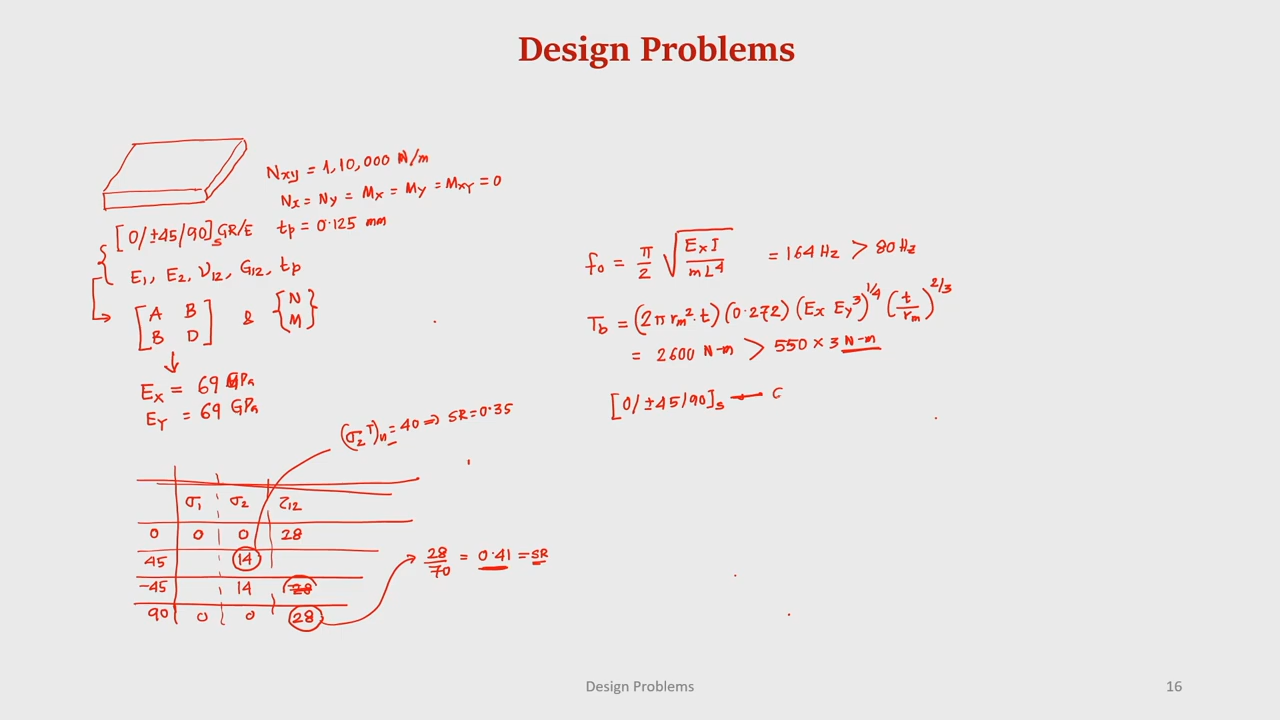 Design Problems
Nxy = 1,10,000 N/m
Nx = Ny = Mx = My = Mxy = 0
[0/±45/90]s GR/E tp = 0.125 mm
E1, E2, ν12, G12, tp
[A B
B D] & {N
M}
Ex = 69 GPa
EY = 69 GPa
(σ2T)u = 40 ⇒ SR = 0.35
σ1 σ2 τ12
0 0 0 28
45 14
-45 14 28
90 0 0 28
28/70 = 0.41 = SR
f0 = π/2 √(ExI/mL⁴) = 164 Hz > 80 Hz
Tb = (2π rm². t) (0.272) (Ex EY³)^1/4 (t/rm)^2/3
= 2600 N-m > 550 × 3 N-m
[0/±45/90]s — C
Design Problems
16